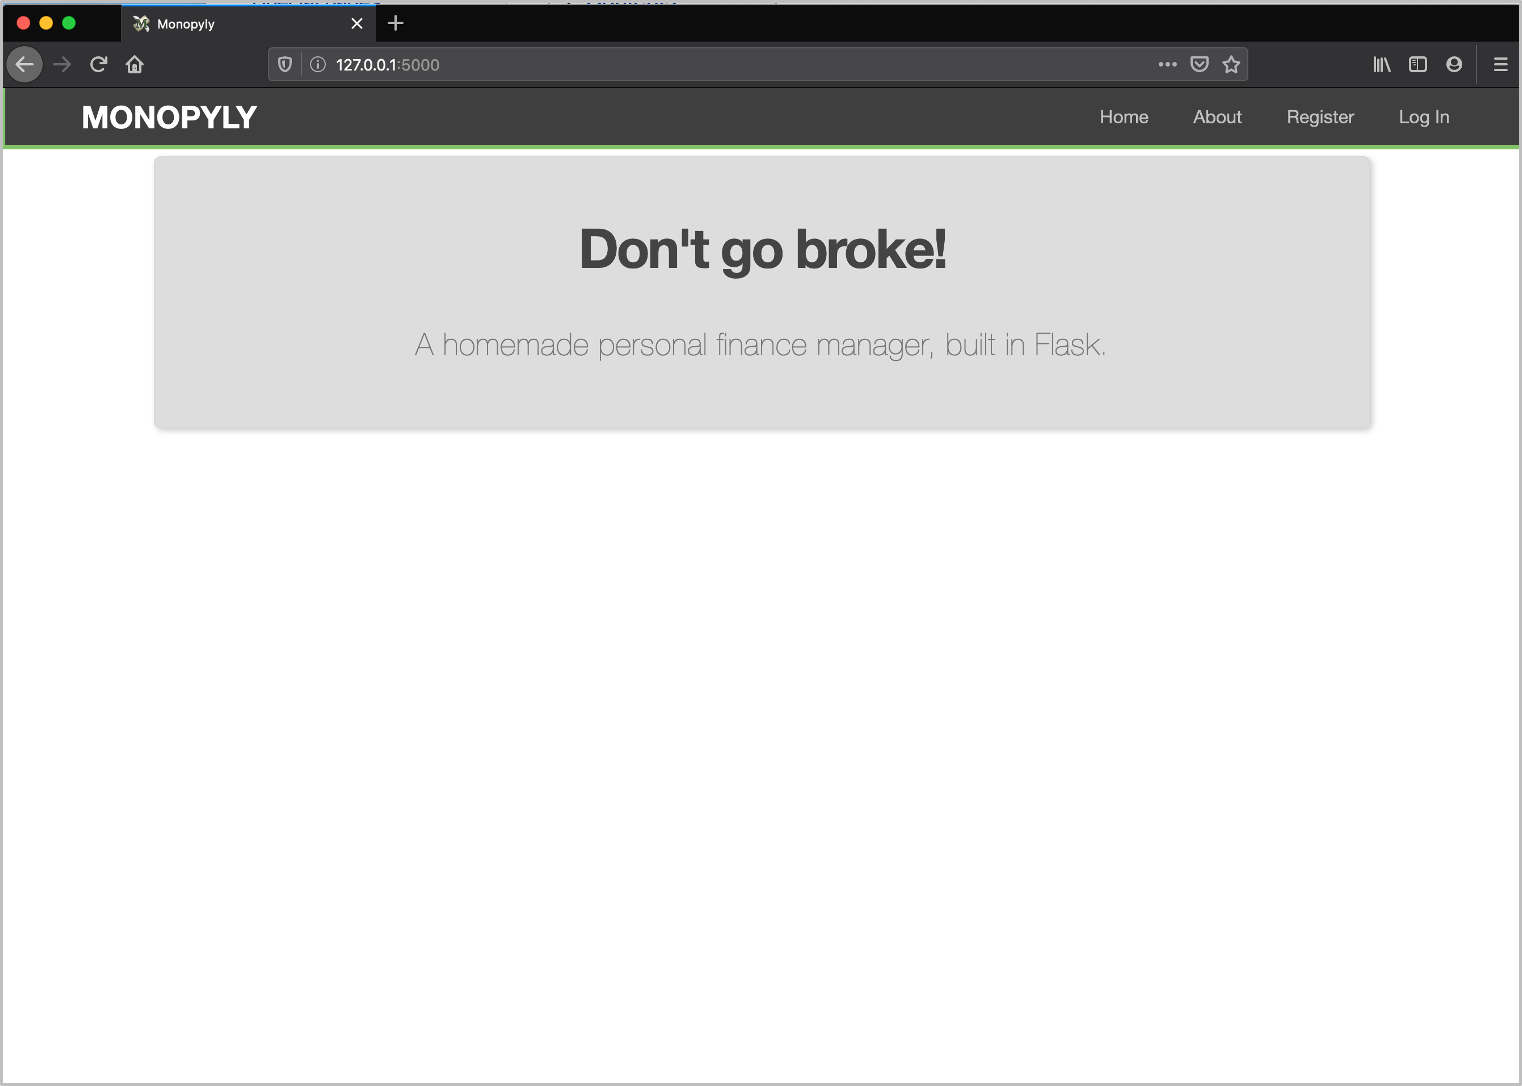 Monopyly
127.0.0.1:5000
MONOPYLY
Home
About
Register
Log In
Don't go broke!
A homemade personal finance manager, built in Flask.